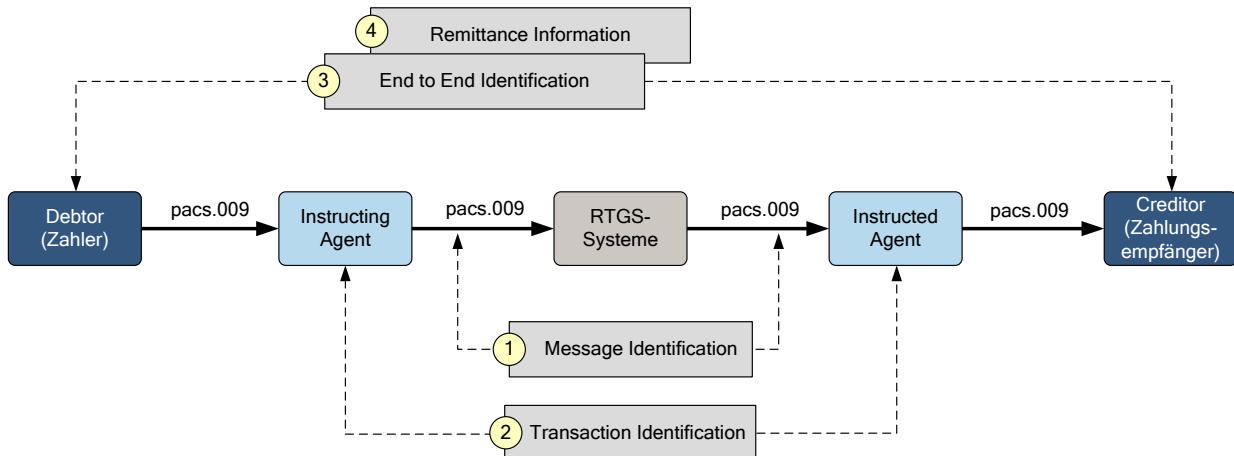 4
Remittance Information
3
End to End Identification
Debtor
(Zahler)
pacs.009
Instructing
Agent
pacs.009
RTGS-
Systeme
pacs.009
Instructed
Agent
pacs.009
Creditor
(Zahlungs-
empfänger)
1
Message Identification
2
Transaction Identification